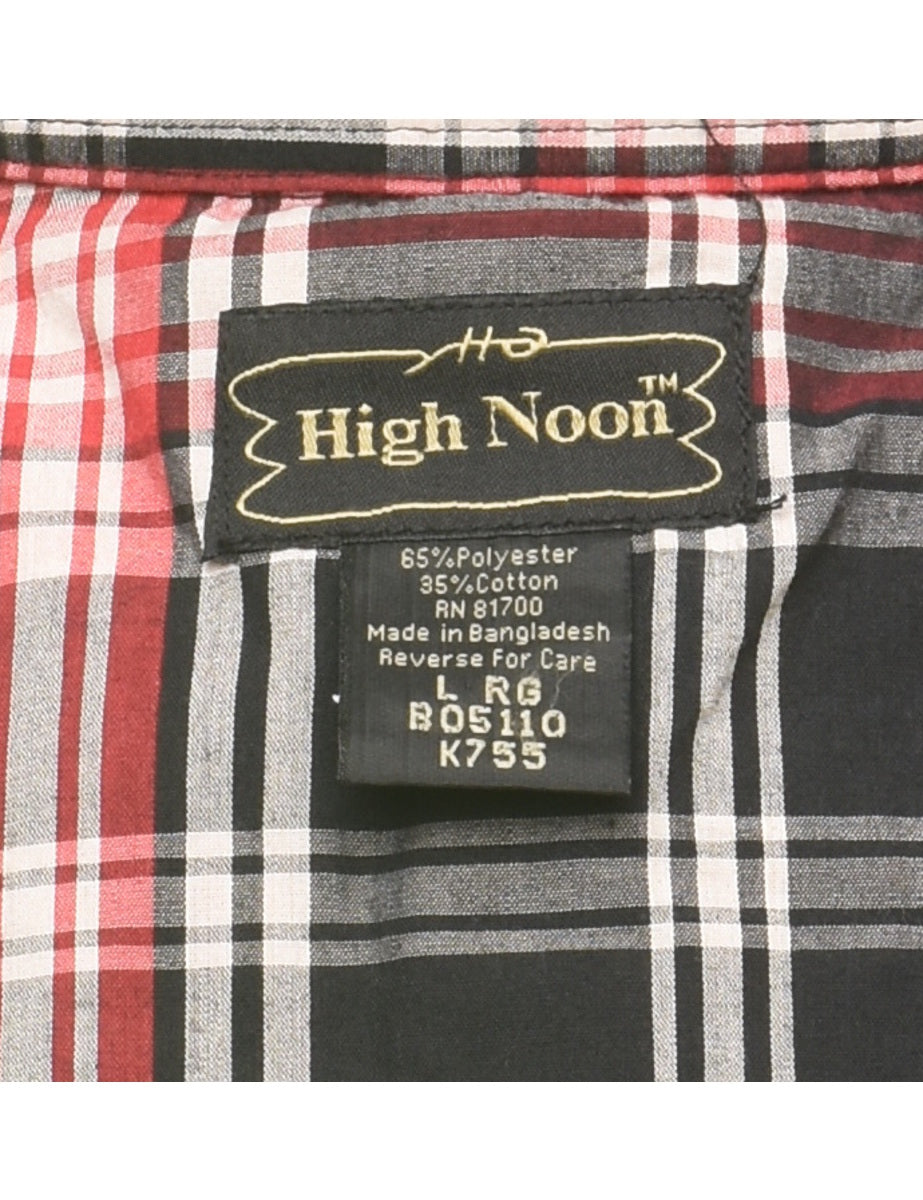 High Noon™
65%Polyester
35%Cotton
RN 81700
Made in Bangladesh
Reverse For Care
L RG
B05110
K755